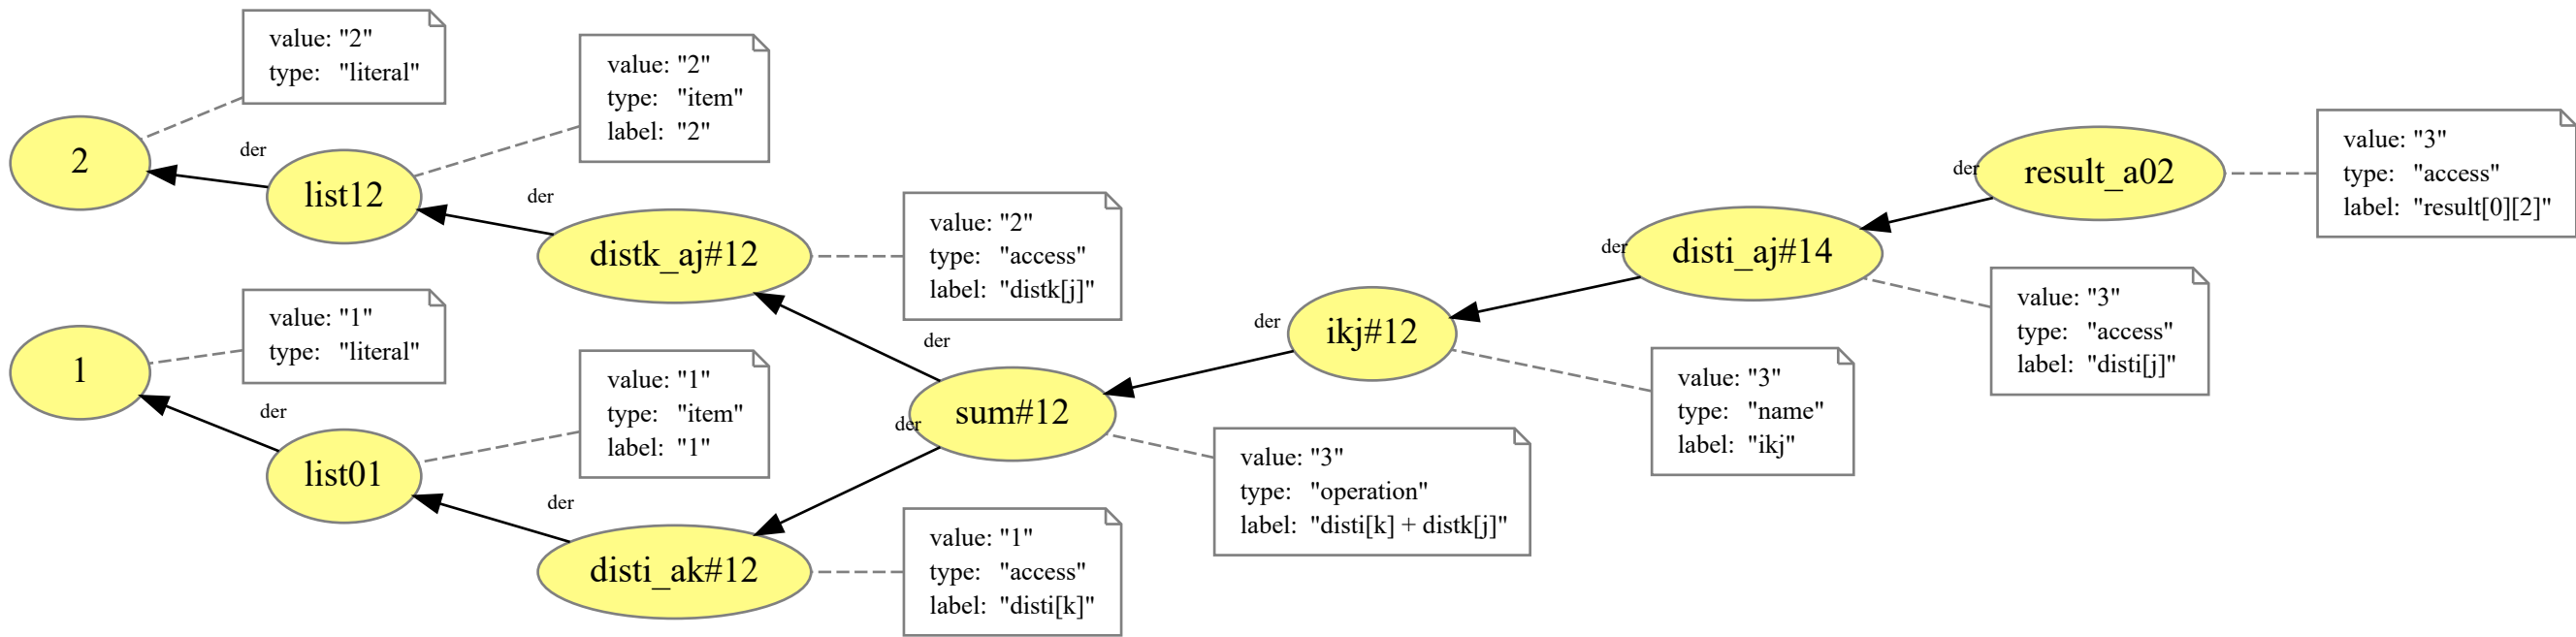 value: "2"
type: "literal"
2
der
list12
value: "2"
type: "item"
label: "2"
der
distk_aj#12
value: "2"
type: "access"
label: "distk[j]"
value: "1"
type: "literal"
1
der
list01
value: "1"
type: "item"
label: "1"
der
disti_ak#12
value: "1"
type: "access"
label: "disti[k]"
der
der
sum#12
value: "3"
type: "operation"
label: "disti[k] + distk[j]"
der
ikj#12
value: "3"
type: "name"
label: "ikj"
der
disti_aj#14
value: "3"
type: "access"
label: "disti[j]"
der
result_a02
value: "3"
type: "access"
label: "result[0][2]"